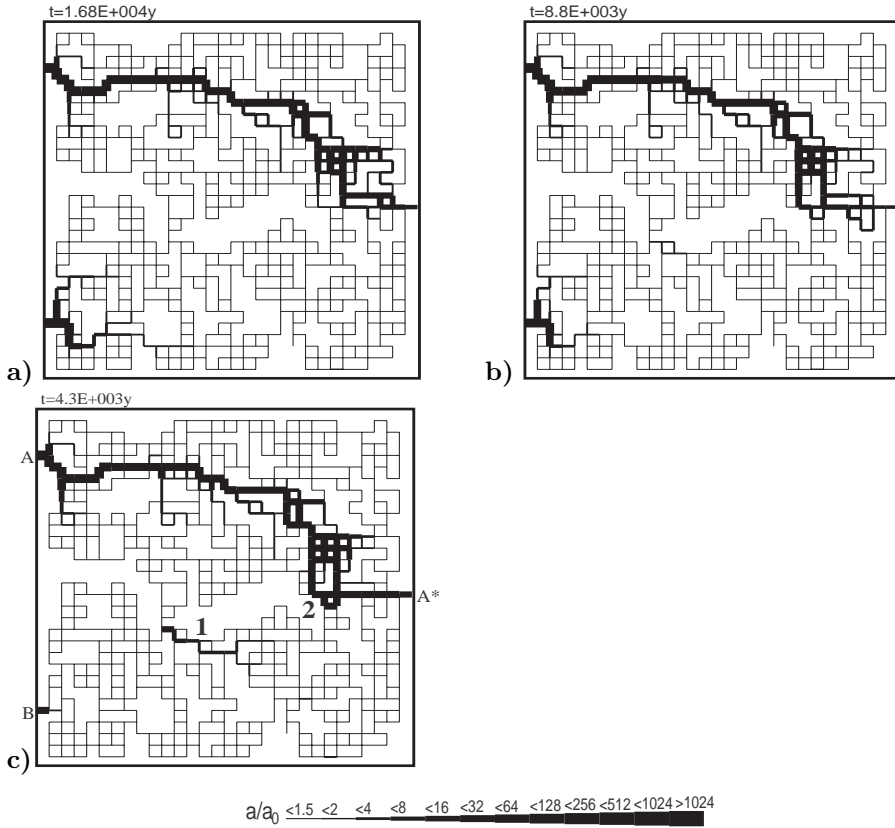 t=1.68E+004y
t=8.8E+003y
a)
b)
t=4.3E+003y
A
A*
1
2
B
c)
a/a0 <1.5 <2 <4 <8 <16 <32 <64 <128 <256 <512 <1024 >1024